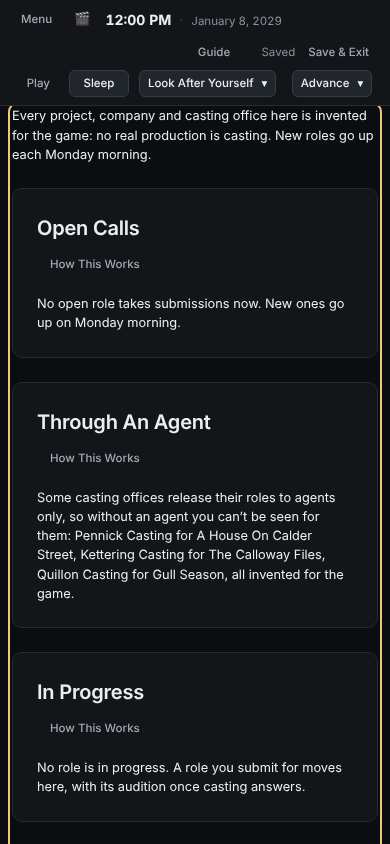 Menu 🎬 12:00 PM · January 8, 2029
Guide Saved Save & Exit
Play Sleep Look After Yourself ▾ Advance ▾
Every project, company and casting office here is invented
for the game: no real production is casting. New roles go up
each Monday morning.
Open Calls
How This Works
No open role takes submissions now. New ones go
up on Monday morning.
Through An Agent
How This Works
Some casting offices release their roles to agents
only, so without an agent you can’t be seen for
them: Pennick Casting for A House On Calder
Street, Kettering Casting for The Calloway Files,
Quillon Casting for Gull Season, all invented for the
game.
In Progress
How This Works
No role is in progress. A role you submit for moves
here, with its audition once casting answers.